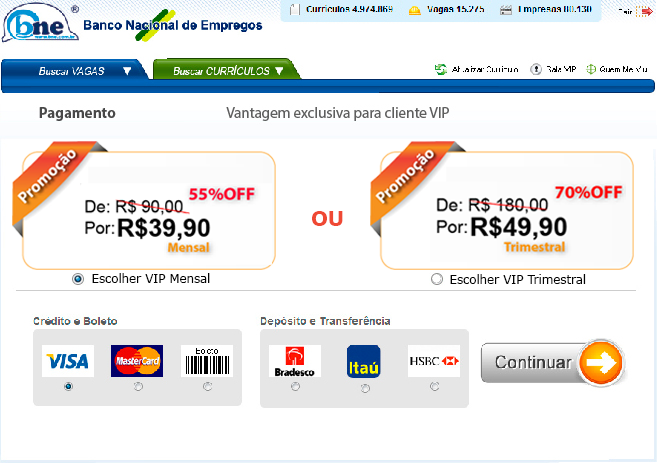 Currículos 4.974.869 Vagas 15.275 Empresas 80.130 Sair
bne
Banco Nacional de Empregos
Buscar VAGAS
Buscar CURRÍCULOS
Atualizar Currículo Sala VIP Quem Me Viu
Pagamento
Vantagem exclusiva para cliente VIP
Promoção
55%OFF
De: R$ 90,00
Por: R$39,90
Mensal
Escolher VIP Mensal
OU
Promoção
70%OFF
De: R$ 180,00
Por: R$49,90
Trimestral
Escolher VIP Trimestral
Crédito e Boleto
VISA
MasterCard
Boleto
Depósito e Transferência
Bradesco
Itaú
HSBC
Continuar